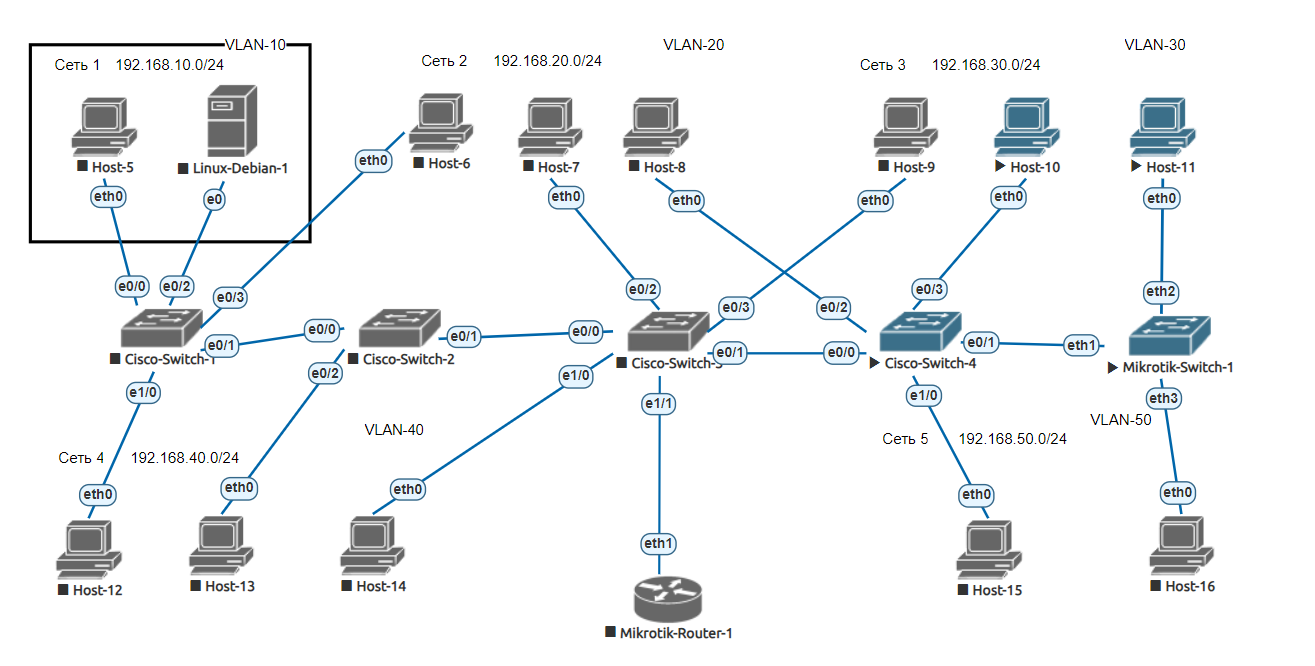 VLAN-10
VLAN-20
VLAN-30
Сеть 1 192.168.10.0/24
Сеть 2 192.168.20.0/24
Сеть 3 192.168.30.0/24
Host-5
Linux-Debian-1
Host-6
Host-7
Host-8
Host-9
Host-10
Host-11
eth0
e0
eth0
eth0
eth0
eth0
eth0
eth0
e0/0
e0/2
e0/3
e0/2
e0/3
e0/2
e0/3
eth2
e0/1
e0/0
e0/1
e0/0
e0/1
e0/0
e0/1
eth1
Cisco-Switch-1
Cisco-Switch-2
Cisco-Switch-3
Cisco-Switch-4
Mikrotik-Switch-1
e1/0
e0/2
e1/0
e1/1
e1/0
eth3
VLAN-40
VLAN-50
Сеть 4 192.168.40.0/24
Сеть 5 192.168.50.0/24
eth0
eth0
eth0
eth1
eth0
eth0
Host-12
Host-13
Host-14
Host-15
Host-16
Mikrotik-Router-1